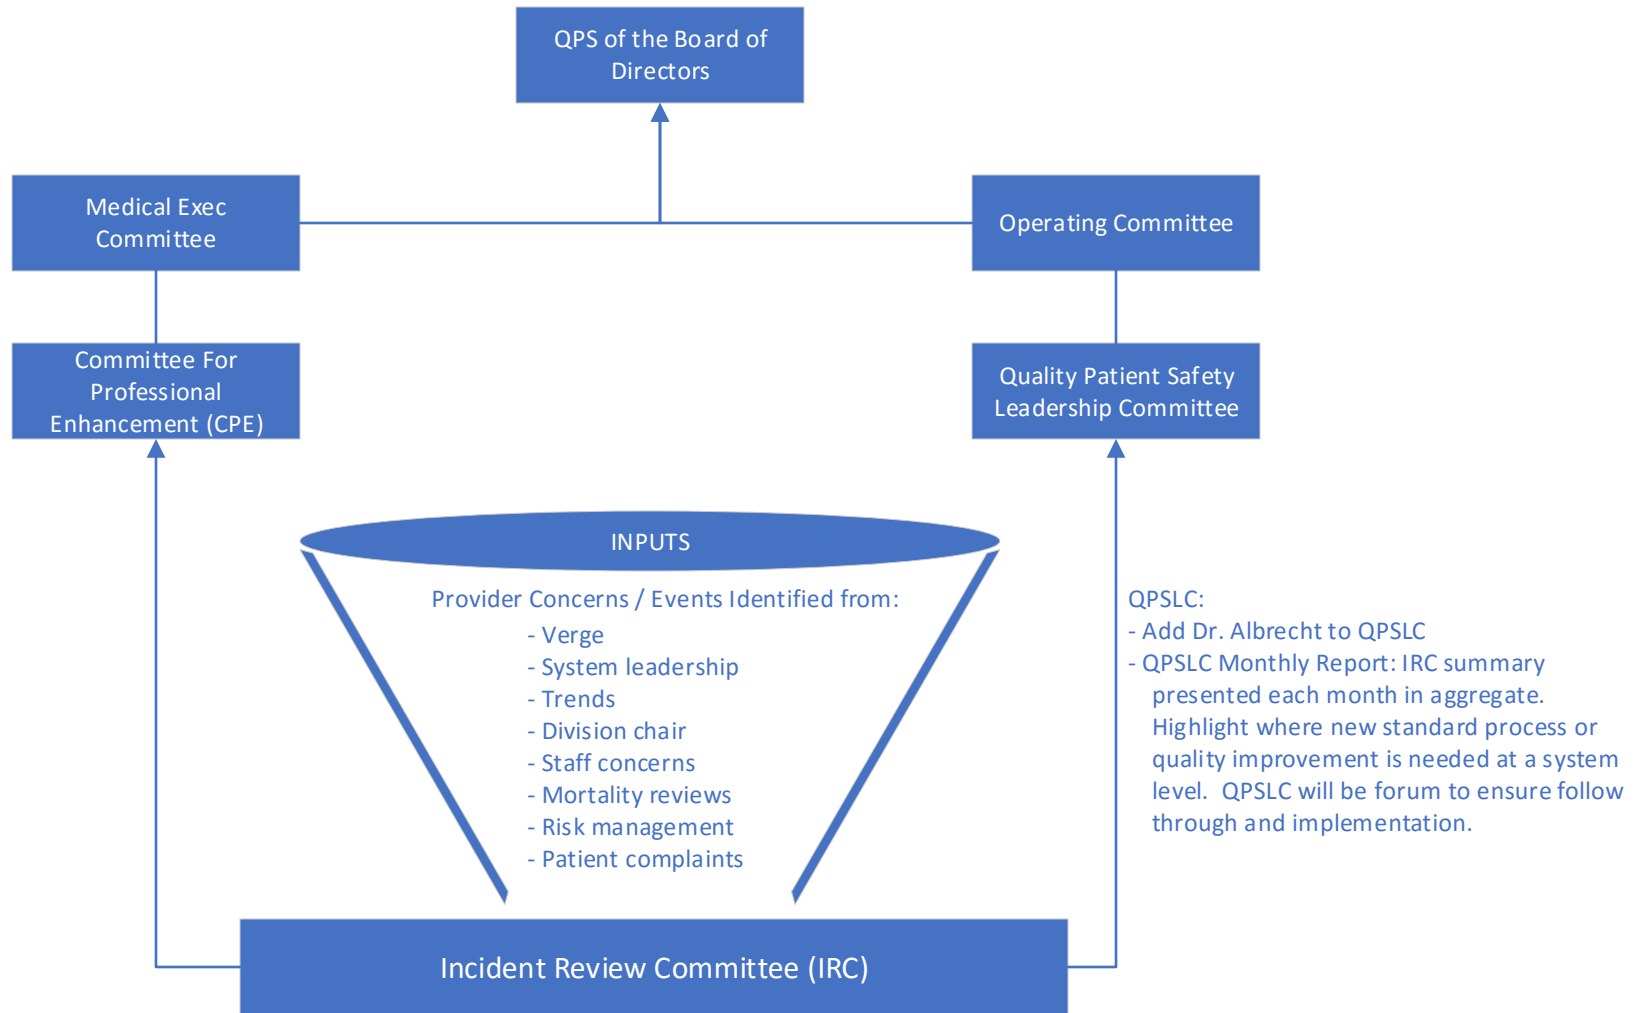 QPS of the Board of
Directors
Medical Exec
Committee
Operating Committee
Committee For
Professional
Enhancement (CPE)
Quality Patient Safety
Leadership Committee
INPUTS
Provider Concerns / Events Identified from:
- Verge
- System leadership
- Trends
- Division chair
- Staff concerns
- Mortality reviews
- Risk management
- Patient complaints
QPSLC:
- Add Dr. Albrecht to QPSLC
- QPSLC Monthly Report: IRC summary
presented each month in aggregate.
Highlight where new standard process or
quality improvement is needed at a system
level.  QPSLC will be forum to ensure follow
through and implementation.
Incident Review Committee (IRC)